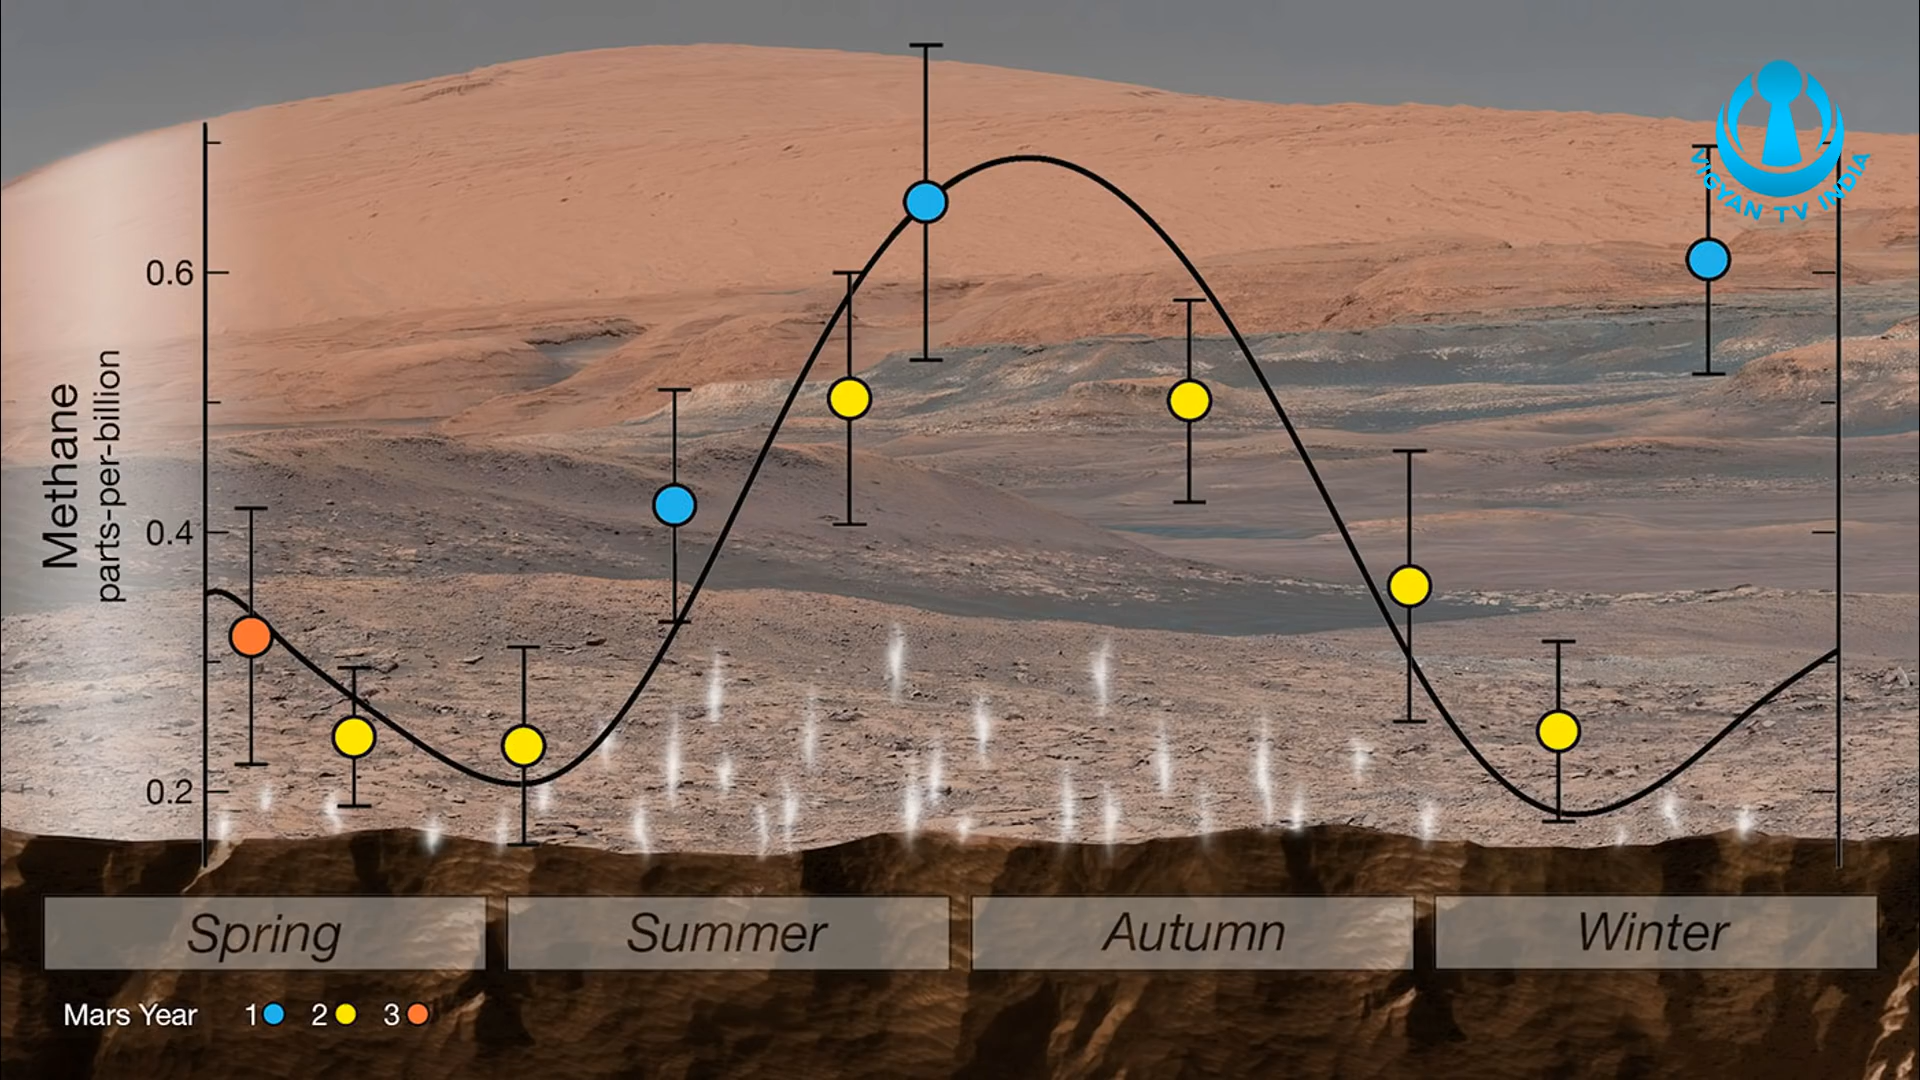 VIGYAN TV INDIA
0.6
0.4
0.2
Methane
parts-per-billion
Spring
Summer
Autumn
Winter
Mars Year 1 2 3